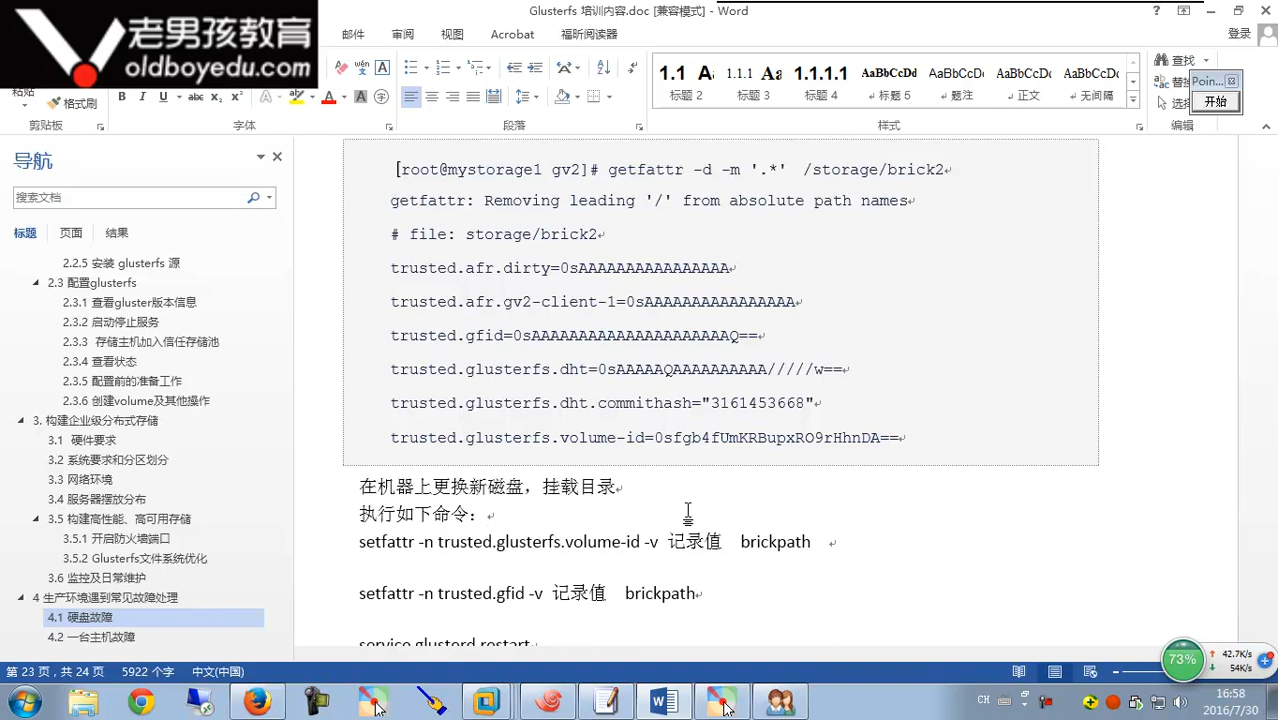 Glusterfs 培训内容.doc [兼容模式] - Word
老男孩教育
oldboyedu.com
邮件 审阅 视图 Acrobat 福昕阅读器 登录
1.1 A 1.1.1 Aa 1.1.1.1 AaBbCcDd AaBbCcDd AaBbCcDd AaBbCcDd 查找
标题 2 标题 3 标题 4 标题 5 题注 正文 无间隔
Poin...
开始
格式刷
剪贴板 字体 段落 样式 编辑
导航
搜索文档
标题 页面 结果
2.2.5 安装 glusterfs 源
2.3 配置glusterfs
2.3.1 查看gluster版本信息
2.3.2 启动停止服务
2.3.3 存储主机加入信任存储池
2.3.4 查看状态
2.3.5 配置前的准备工作
2.3.6 创建volume及其他操作
3. 构建企业级分布式存储
3.1 硬件要求
3.2 系统要求和分区划分
3.3 网络环境
3.4 服务器摆放分布
3.5 构建高性能、高可用存储
3.5.1 开启防火墙端口
3.5.2 Glusterfs文件系统优化
3.6 监控及日常维护
4 生产环境遇到常见故障处理
4.1 硬盘故障
4.2 一台主机故障
[root@mystorage1 gv2]# getfattr -d -m '.*' /storage/brick2
getfattr: Removing leading '/' from absolute path names
# file: storage/brick2
trusted.afr.dirty=0sAAAAAAAAAAAAAAAA
trusted.afr.gv2-client-1=0sAAAAAAAAAAAAAAAA
trusted.gfid=0sAAAAAAAAAAAAAAAAAAAAAQ==
trusted.glusterfs.dht=0sAAAAAQAAAAAAAAAA/////w==
trusted.glusterfs.dht.commithash="3161453668"
trusted.glusterfs.volume-id=0sfgb4fUmKRBupxRO9rHhnDA==
在机器上更换新磁盘，挂载目录
执行如下命令：
setfattr -n trusted.glusterfs.volume-id -v 记录值 brickpath
setfattr -n trusted.gfid -v 记录值 brickpath
service glusterd restart
第 23 页，共 24 页 5922 个字 中文(中国)
73%
42.7K/s
54K/s
CH
16:58
2016/7/30